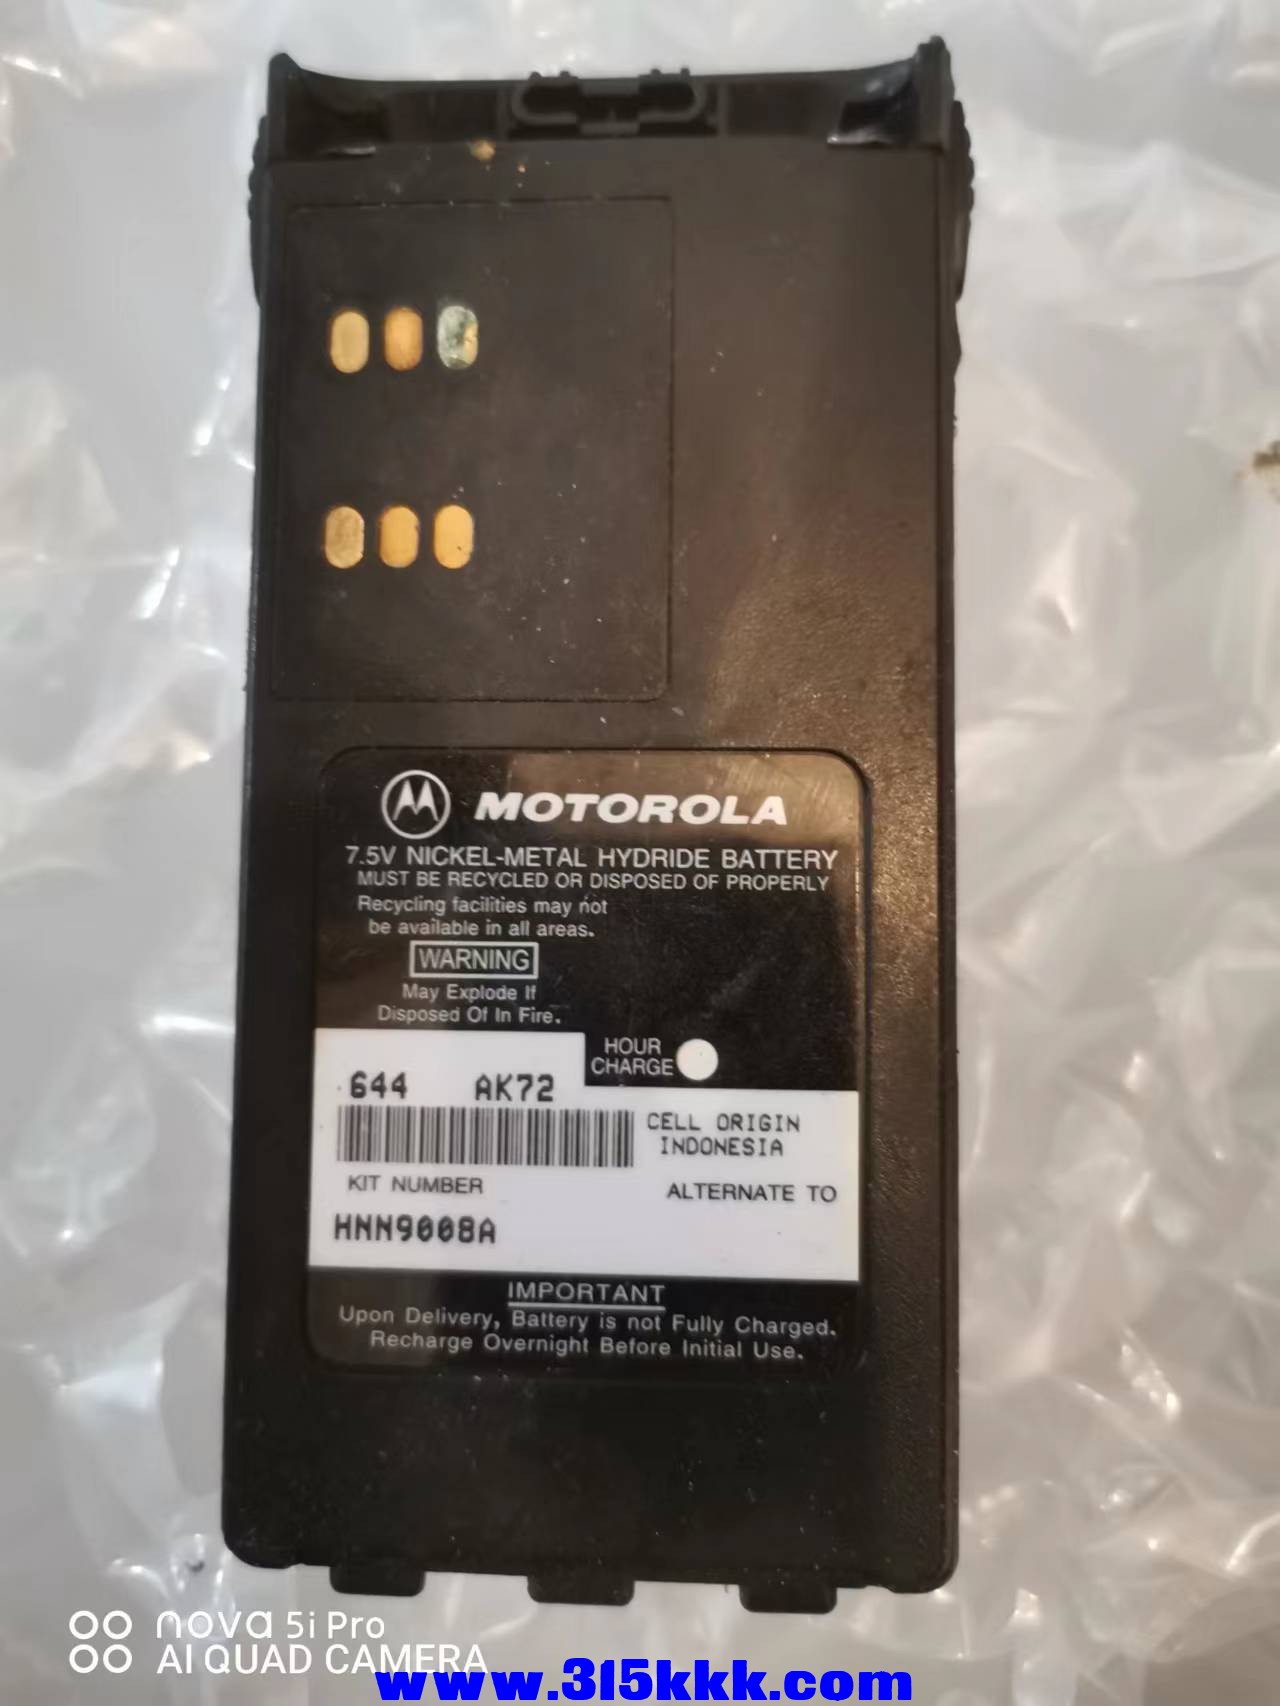 MOTOROLA
7.5V NICKEL-METAL HYDRIDE BATTERY
MUST BE RECYCLED OR DISPOSED OF PROPERLY
Recycling facilities may not
be available in all areas.
WARNING
May Explode If
Disposed Of In Fire.
HOUR
CHARGE
644 AK72
CELL ORIGIN
INDONESIA
KIT NUMBER
ALTERNATE TO
HNN9008A
IMPORTANT
Upon Delivery, Battery is not Fully Charged.
Recharge Overnight Before Initial Use.
nova 5i Pro
AI QUAD CAMERA
www.315kkk.com